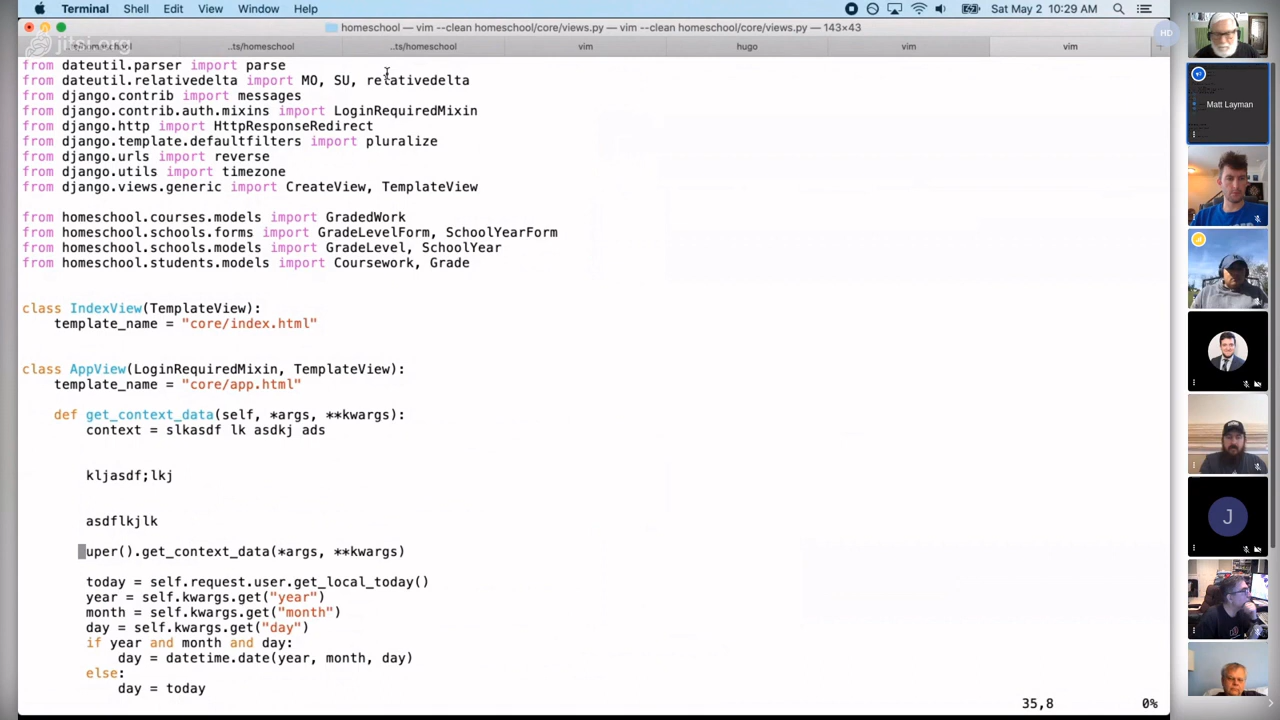 Terminal Shell Edit View Window Help Sat May 2 10:29 AM
homeschool — vim --clean homeschool/core/views.py — vim --clean homeschool/core/views.py — 143×43
jitsi.org
..ts/homeschool ..ts/homeschool vim hugo vim vim
HD
from dateutil.parser import parse
from dateutil.relativedelta import MO, SU, relativedelta
from django.contrib import messages
from django.contrib.auth.mixins import LoginRequiredMixin
from django.http import HttpResponseRedirect
from django.template.defaultfilters import pluralize
from django.urls import reverse
from django.utils import timezone
from django.views.generic import CreateView, TemplateView
from homeschool.courses.models import GradedWork
from homeschool.schools.forms import GradeLevelForm, SchoolYearForm
from homeschool.schools.models import GradeLevel, SchoolYear
from homeschool.students.models import Coursework, Grade
class IndexView(TemplateView):
    template_name = "core/index.html"
class AppView(LoginRequiredMixin, TemplateView):
    template_name = "core/app.html"
    def get_context_data(self, *args, **kwargs):
        context = slkasdf lk asdkj ads
        kljasdf;lkj
        asdflkjlk
        uper().get_context_data(*args, **kwargs)
        today = self.request.user.get_local_today()
        year = self.kwargs.get("year")
        month = self.kwargs.get("month")
        day = self.kwargs.get("day")
        if year and month and day:
            day = datetime.date(year, month, day)
        else:
            day = today
35,8 0%
Matt Layman
J